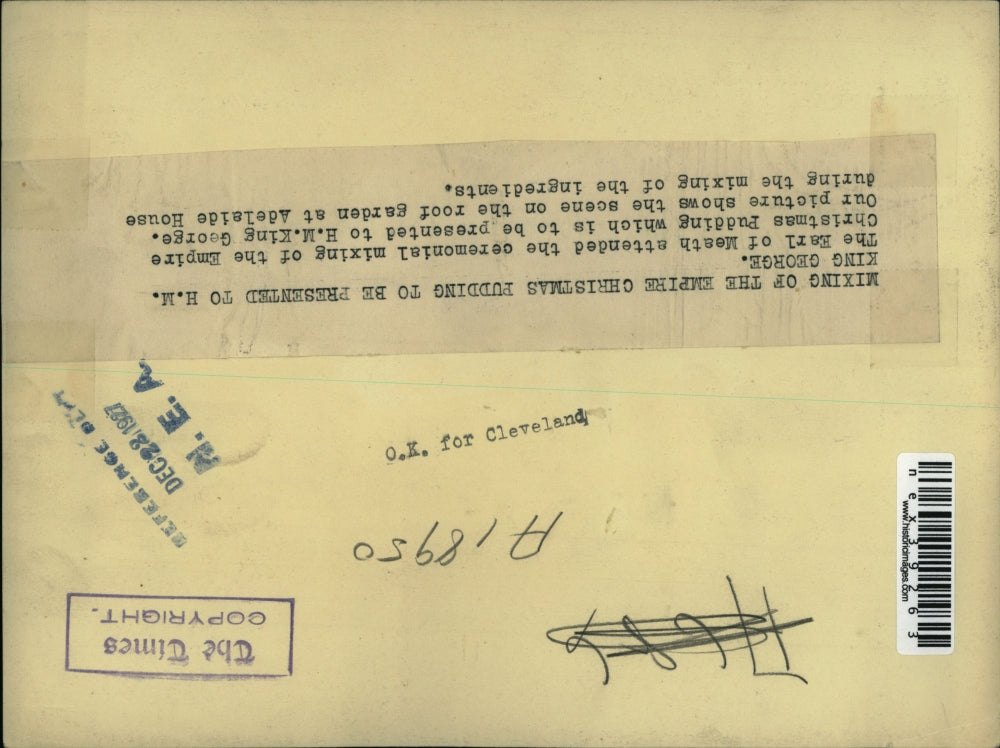 MIXING OF THE EMPIRE CHRISTMAS PUDDING TO BE PRESENTED TO H.M.
KING GEORGE.
The Earl of Meath attended the ceremonial mixing of the Empire
Christmas Pudding which is to be presented to H.M.King George.
Our picture shows the scene on the roof garden at Adelaide House
during the mixing of the ingredients.
N. E. A.
DEC 28 1927
REFERENCE DEPT
O.K. for Cleveland
A 18950
The Times
COPYRIGHT.
nex39263
www.historicimages.com